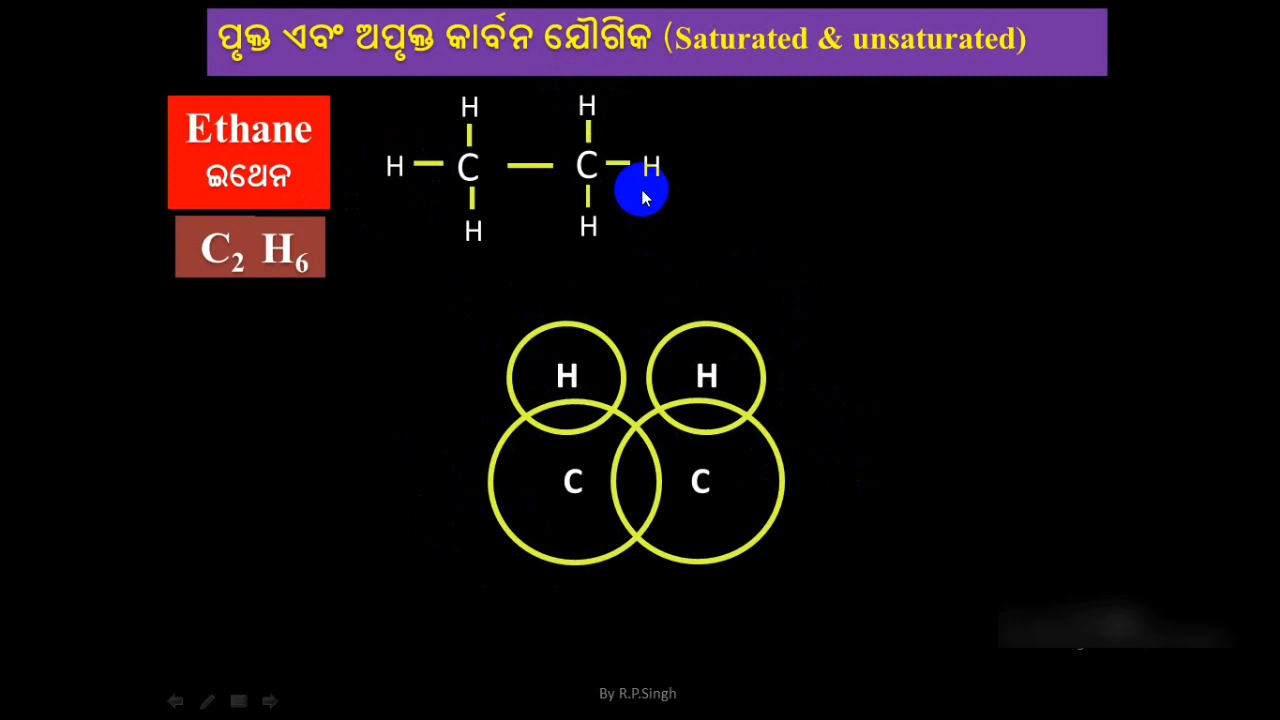 ପୃକ୍ତ ଏବଂ ଅପୃକ୍ତ କାର୍ବନ ଯୌଗିକ (Saturated & unsaturated)
Ethane
ଇଥେନ
C2 H6
H H
H C C H
H H
H H
C C
By R.P.Singh